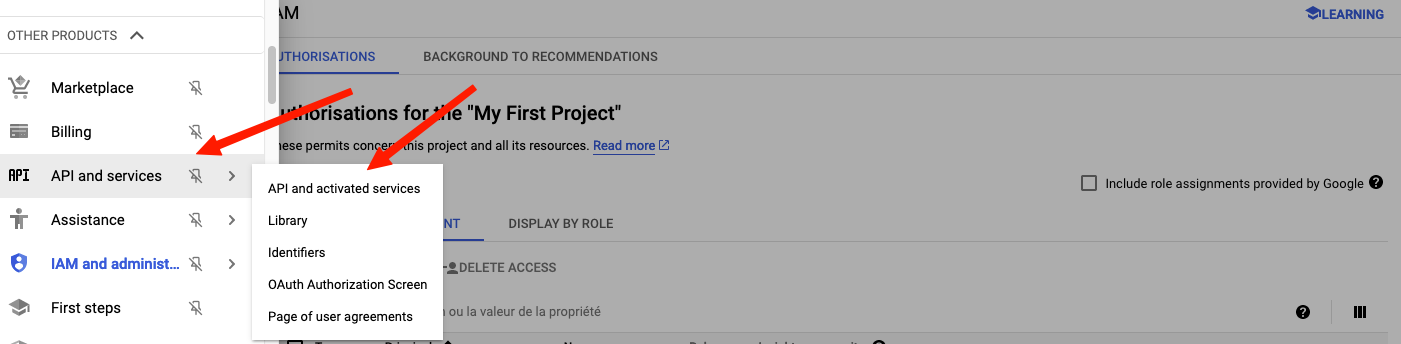 AM
LEARNING
OTHER PRODUCTS
UTHORISATIONS
BACKGROUND TO RECOMMENDATIONS
Marketplace
Billing
API API and services
Assistance
IAM and administ...
First steps
uthorisations for the "My First Project"
hese permits concern this project and all its resources. Read more
Include role assignments provided by Google
API and activated services
Library
Identifiers
OAuth Authorization Screen
Page of user agreements
NT
DISPLAY BY ROLE
DELETE ACCESS
ou la valeur de la propriété